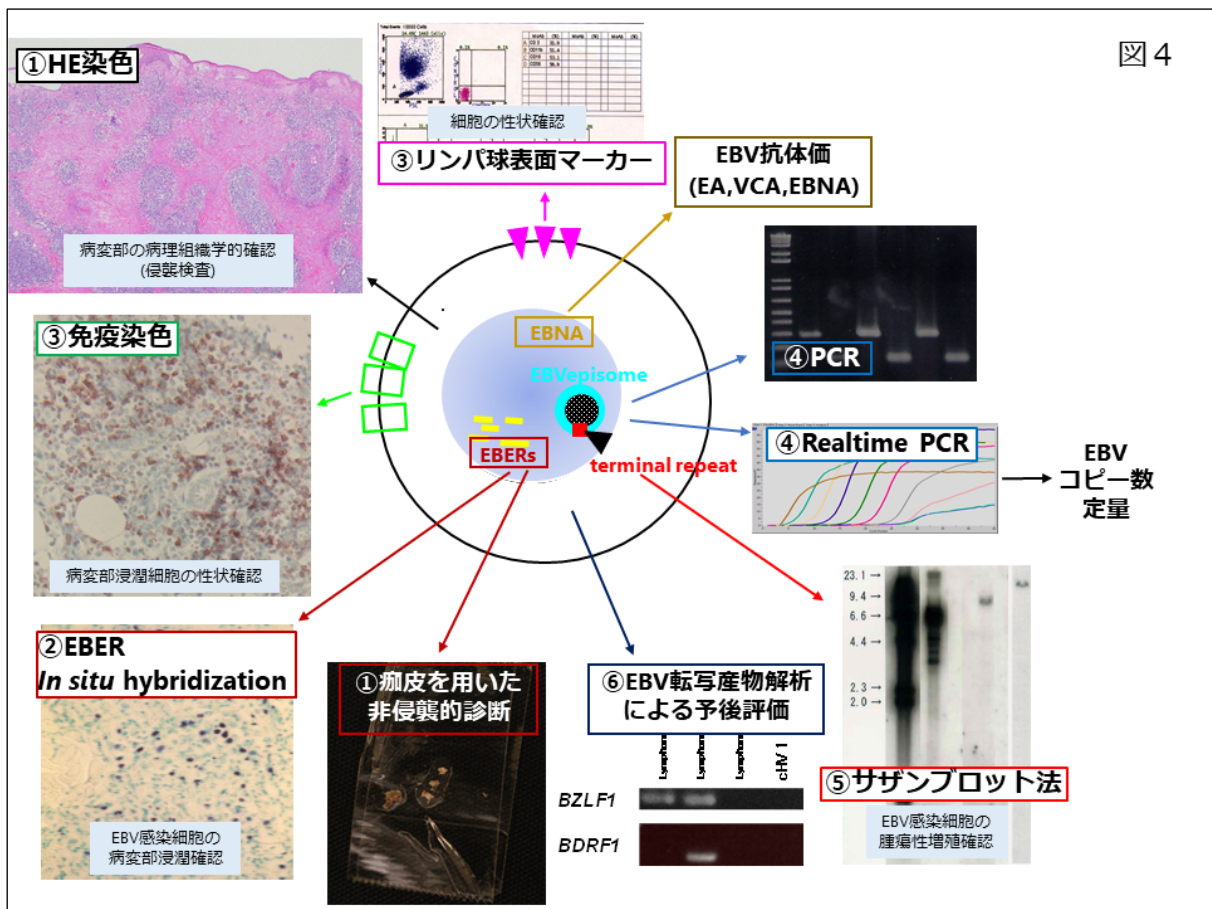 図４
①HE染色
病変部の病理組織学的確認
(侵襲検査)
細胞の性状確認
③リンパ球表面マーカー
EBV抗体価
(EA,VCA,EBNA)
③免疫染色
病変部浸潤細胞の性状確認
EBNA
EBVepisome
EBERs
terminal repeat
④PCR
④Realtime PCR
EBV
コピー数
定量
②EBER
In situ hybridization
EBV感染細胞の
病変部浸潤確認
①痂皮を用いた
非侵襲的診断
⑥EBV転写産物解析
による予後評価
cHV 1
BZLF1
BDRF1
23.1 →
9.4 →
6.6 →
4.4 →
2.3 →
2.0 →
⑤サザンブロット法
EBV感染細胞の
腫瘍性増殖確認